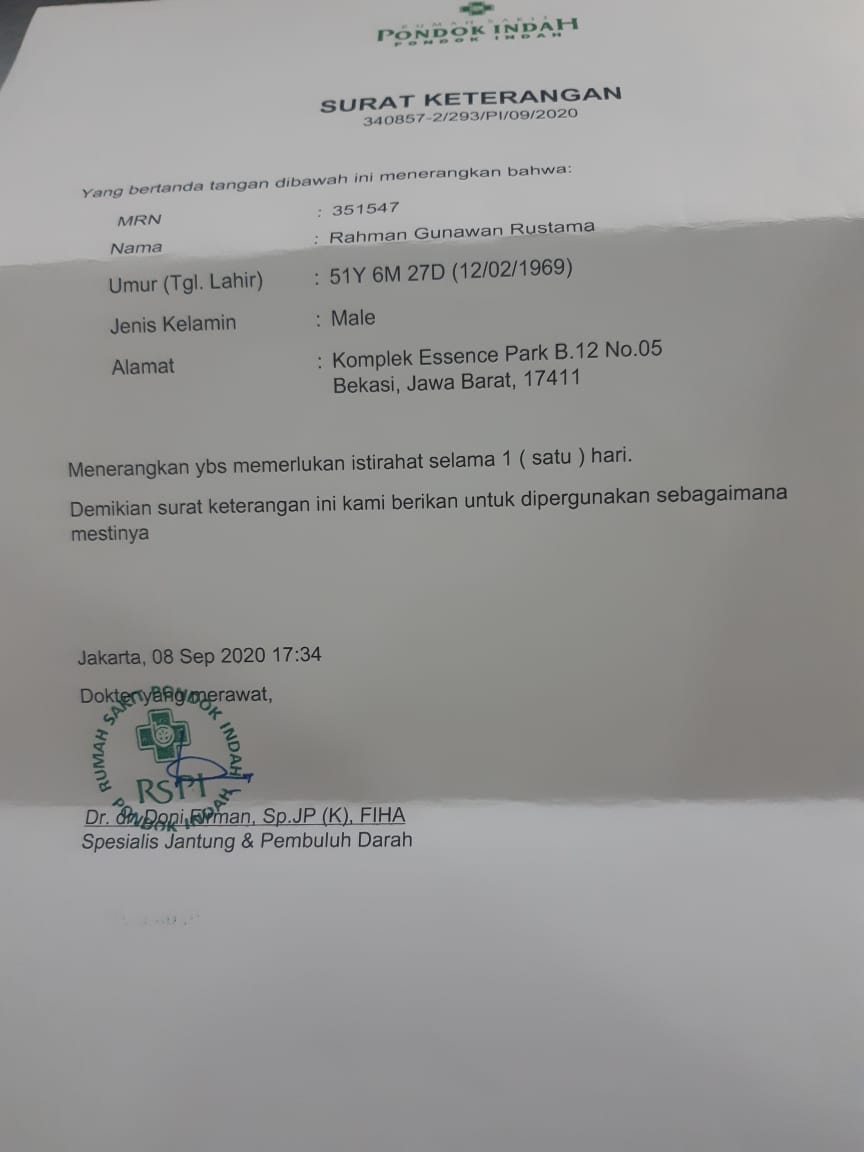 RUMAH SAKIT
PONDOK INDAH
PONDOK INDAH
SURAT KETERANGAN
340857-2/293/PI/09/2020
Yang bertanda tangan dibawah ini menerangkan bahwa:
MRN : 351547
Nama : Rahman Gunawan Rustama
Umur (Tgl. Lahir) : 51Y 6M 27D (12/02/1969)
Jenis Kelamin : Male
Alamat : Komplek Essence Park B.12 No.05
Bekasi, Jawa Barat, 17411
Menerangkan ybs memerlukan istirahat selama 1 ( satu ) hari.
Demikian surat keterangan ini kami berikan untuk dipergunakan sebagaimana
mestinya
Jakarta, 08 Sep 2020 17:34
Dokter yang merawat,
RUMAH SAKIT PONDOK INDAH
RSPI
PONDOK INDAH
Dr. dr. Doni Firman, Sp.JP (K), FIHA
Spesialis Jantung & Pembuluh Darah